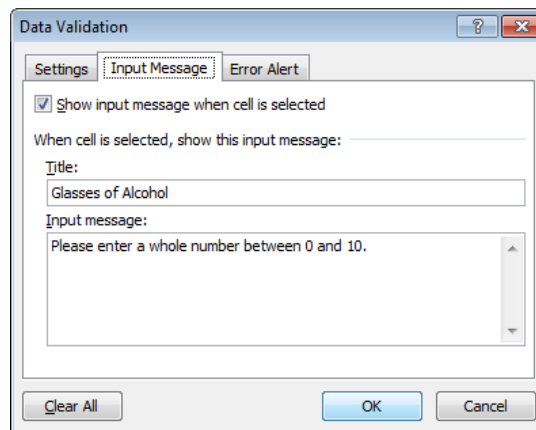 Data Validation
?
Settings Input Message Error Alert
Show input message when cell is selected
When cell is selected, show this input message:
Title:
Glasses of Alcohol
Input message:
Please enter a whole number between 0 and 10.
Clear All OK Cancel